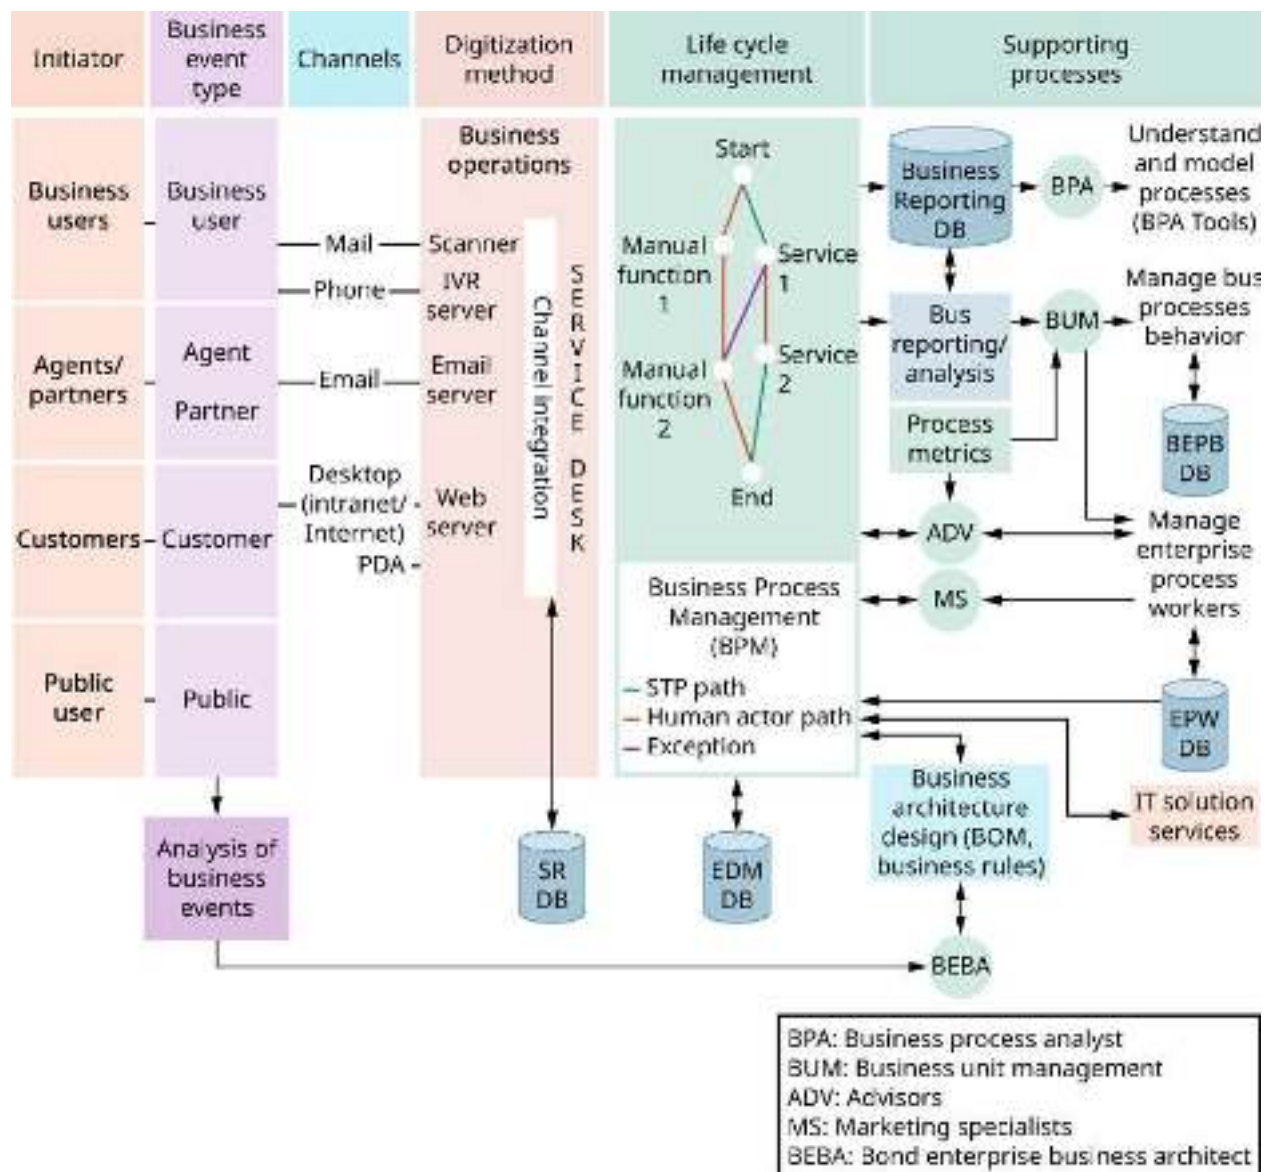 Initiator
Business
event
type
Channels
Digitization
method
Life cycle
management
Supporting
processes
Business
users
Agents/
partners
Customers
Public
user
Business
user
Agent
Partner
Customer
Public
Analysis of
business
events
Mail
Phone
Email
Desktop
(intranet/
Internet)
PDA
Business
operations
Scanner
IVR
server
Email
server
Web
server
Channel integration
SERVICE DESK
SR
DB
Start
Manual
function
1
Service
1
Manual
function
2
Service
2
End
Business Process
Management
(BPM)
STP path
Human actor path
Exception
EDM
DB
Business
Reporting
DB
BPA
Understand
and model
processes
(BPA Tools)
Bus
reporting/
analysis
BUM
Manage bus
processes
behavior
Process
metrics
BEPB
DB
ADV
Manage
enterprise
process
workers
MS
EPW
DB
Business
architecture
design (BOM,
business rules)
IT solution
services
BEBA
BPA: Business process analyst
BUM: Business unit management
ADV: Advisors
MS: Marketing specialists
BEBA: Bond enterprise business architect